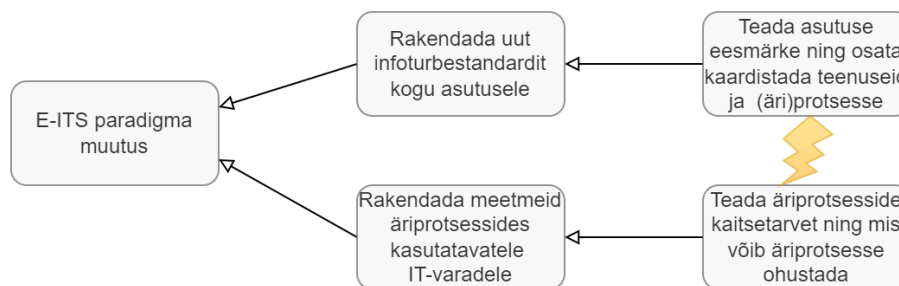 E-ITS paradigma
muutus
Rakendada uut
infoturbestandardit
kogu asutusele
Teada asutuse
eesmärke ning osata
kaardistada teenuseid
ja (äri)protsesse
Rakendada meetmeid
äriprotsessides
kasutatavatele
IT-varadele
Teada äriprotsesside
kaitsetarvet ning mis
võib äriprotsesse
ohustada